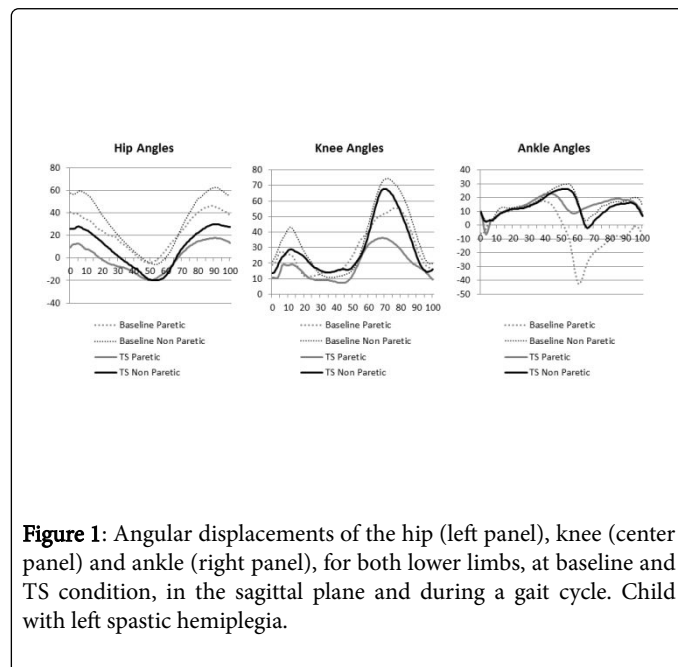 Hip Angles
80
60
40
20
0
-20
-40
0 10 20 30 40 50 60 70 80 90 100
Baseline Paretic
Baseline Non Paretic
TS Paretic
TS Non Paretic
Knee Angles
80
70
60
50
40
30
20
10
0
0 10 20 30 40 50 60 70 80 90 100
Baseline Paretic
Baseline Non Paretic
TS Paretic
TS Non Paretic
Ankle Angles
40
30
20
10
0
-10
-20
-30
-40
-50
0 10 20 30 40 50 60 70 80 90 100
Baseline Paretic
Baseline Non Paretic
TS Paretic
TS Non Paretic
Figure 1: Angular displacements of the hip (left panel), knee (center
panel) and ankle (right panel), for both lower limbs, at baseline and
TS condition, in the sagittal plane and during a gait cycle. Child
with left spastic hemiplegia.